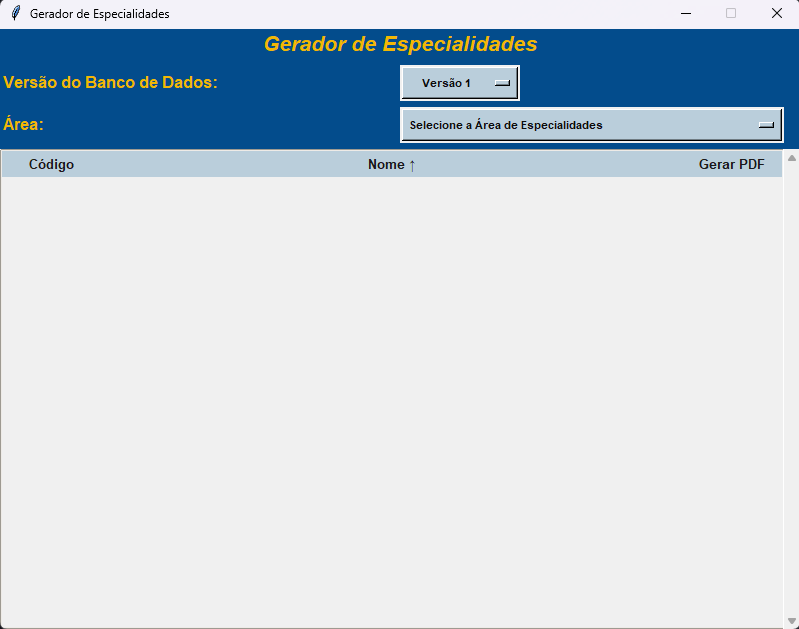 Gerador de Especialidades
Gerador de Especialidades
Versão do Banco de Dados: Versão 1
Área: Selecione a Área de Especialidades
Código Nome ↑ Gerar PDF